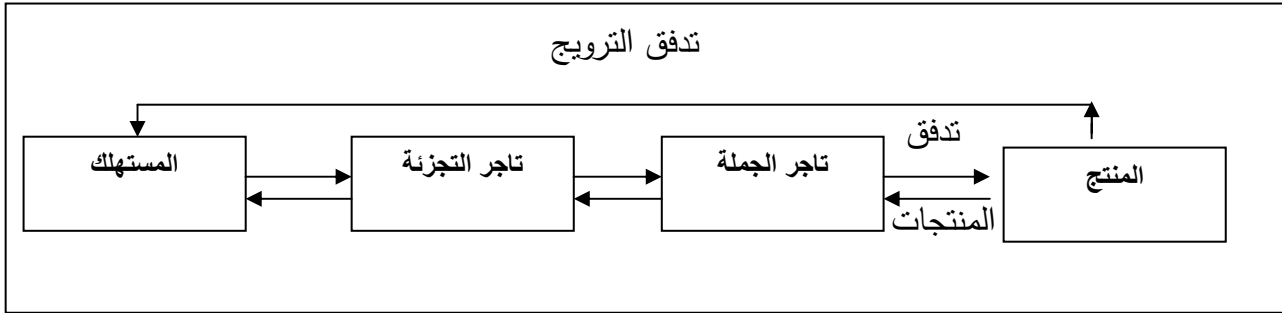 تدفق الترويج
تدفق
المنتج
تاجر الجملة
تاجر التجزئة
المستهلك
المنتجات